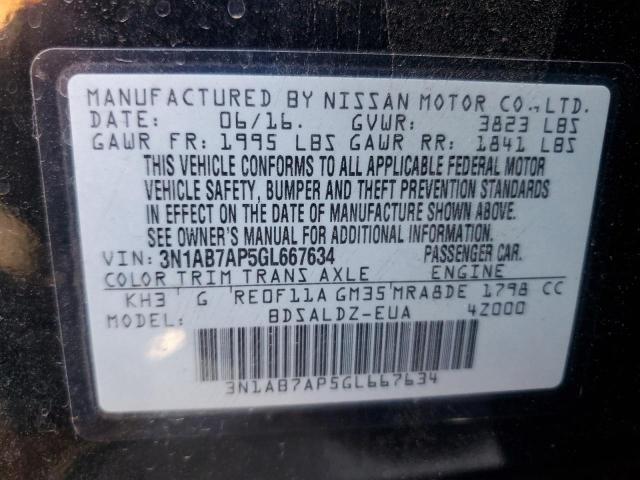 MANUFACTURED BY NISSAN MOTOR CO.,LTD.
DATE: 06/16. GVWR: 3823 LBS
GAWR FR: 1995 LBS GAWR RR: 1841 LBS
THIS VEHICLE CONFORMS TO ALL APPLICABLE FEDERAL MOTOR
VEHICLE SAFETY, BUMPER AND THEFT PREVENTION STANDARDS
IN EFFECT ON THE DATE OF MANUFACTURE SHOWN ABOVE.
SEE OWNER'S MANUAL FOR ADDITIONAL INFORMATION.
VIN: 3N1AB7AP5GL667634 PASSENGER CAR.
COLOR TRIM TRANS AXLE ENGINE
KH3 G RE0F11A GM35 MRA8DE 1798 CC
MODEL: BDSALDZ-EUA 4Z000
3N1AB7AP5GL667634